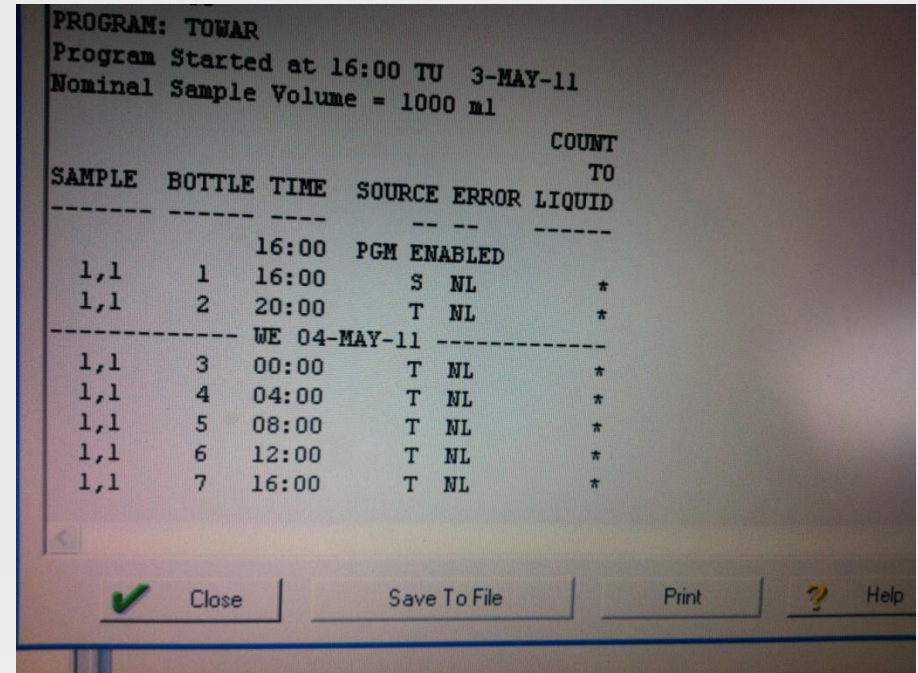 PROGRAM: TOWAR
Program Started at 16:00 TU 3-MAY-11
Nominal Sample Volume = 1000 ml
COUNT
TO
SAMPLE BOTTLE TIME SOURCE ERROR LIQUID
------- ------ ---- -- -- ------
16:00 PGM ENABLED
1,1 1 16:00 S NL *
1,1 2 20:00 T NL *
------------- WE 04-MAY-11 -------------
1,1 3 00:00 T NL *
1,1 4 04:00 T NL *
1,1 5 08:00 T NL *
1,1 6 12:00 T NL *
1,1 7 16:00 T NL *
Close Save To File Print ? Help